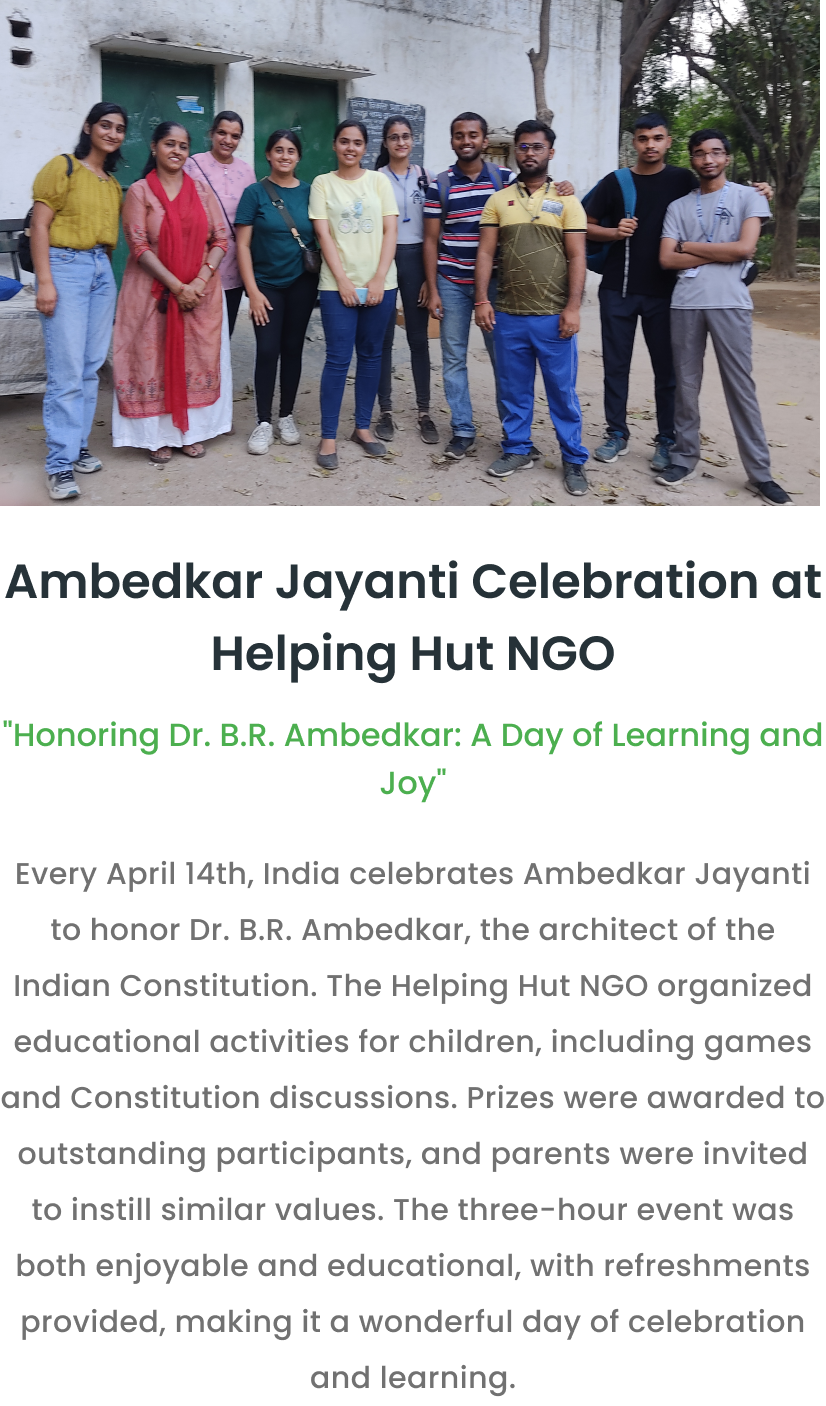 Ambedkar Jayanti Celebration at
Helping Hut NGO
"Honoring Dr. B.R. Ambedkar: A Day of Learning and
Joy"
Every April 14th, India celebrates Ambedkar Jayanti
to honor Dr. B.R. Ambedkar, the architect of the
Indian Constitution. The Helping Hut NGO organized
educational activities for children, including games
and Constitution discussions. Prizes were awarded to
outstanding participants, and parents were invited
to instill similar values. The three-hour event was
both enjoyable and educational, with refreshments
provided, making it a wonderful day of celebration
and learning.